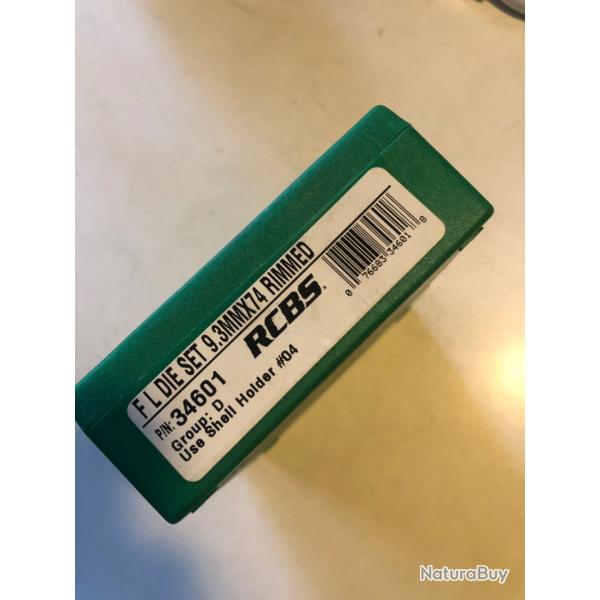 F L DIE SET 9.3MMX74 RIMMED
P/N: 34601
RCBS
Group: D
Use Shell Holder #04
0 76683 34601 8
NaturaBuy